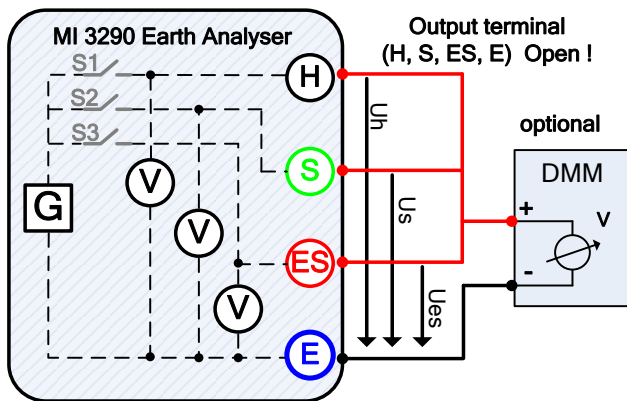 MI 3290 Earth Analyser
Output terminal
(H, S, ES, E) Open !
S1
H
S2
Uh
optional
S3
DMM
V
S
G
Us
+
V
V
ES
-
V
Ues
E